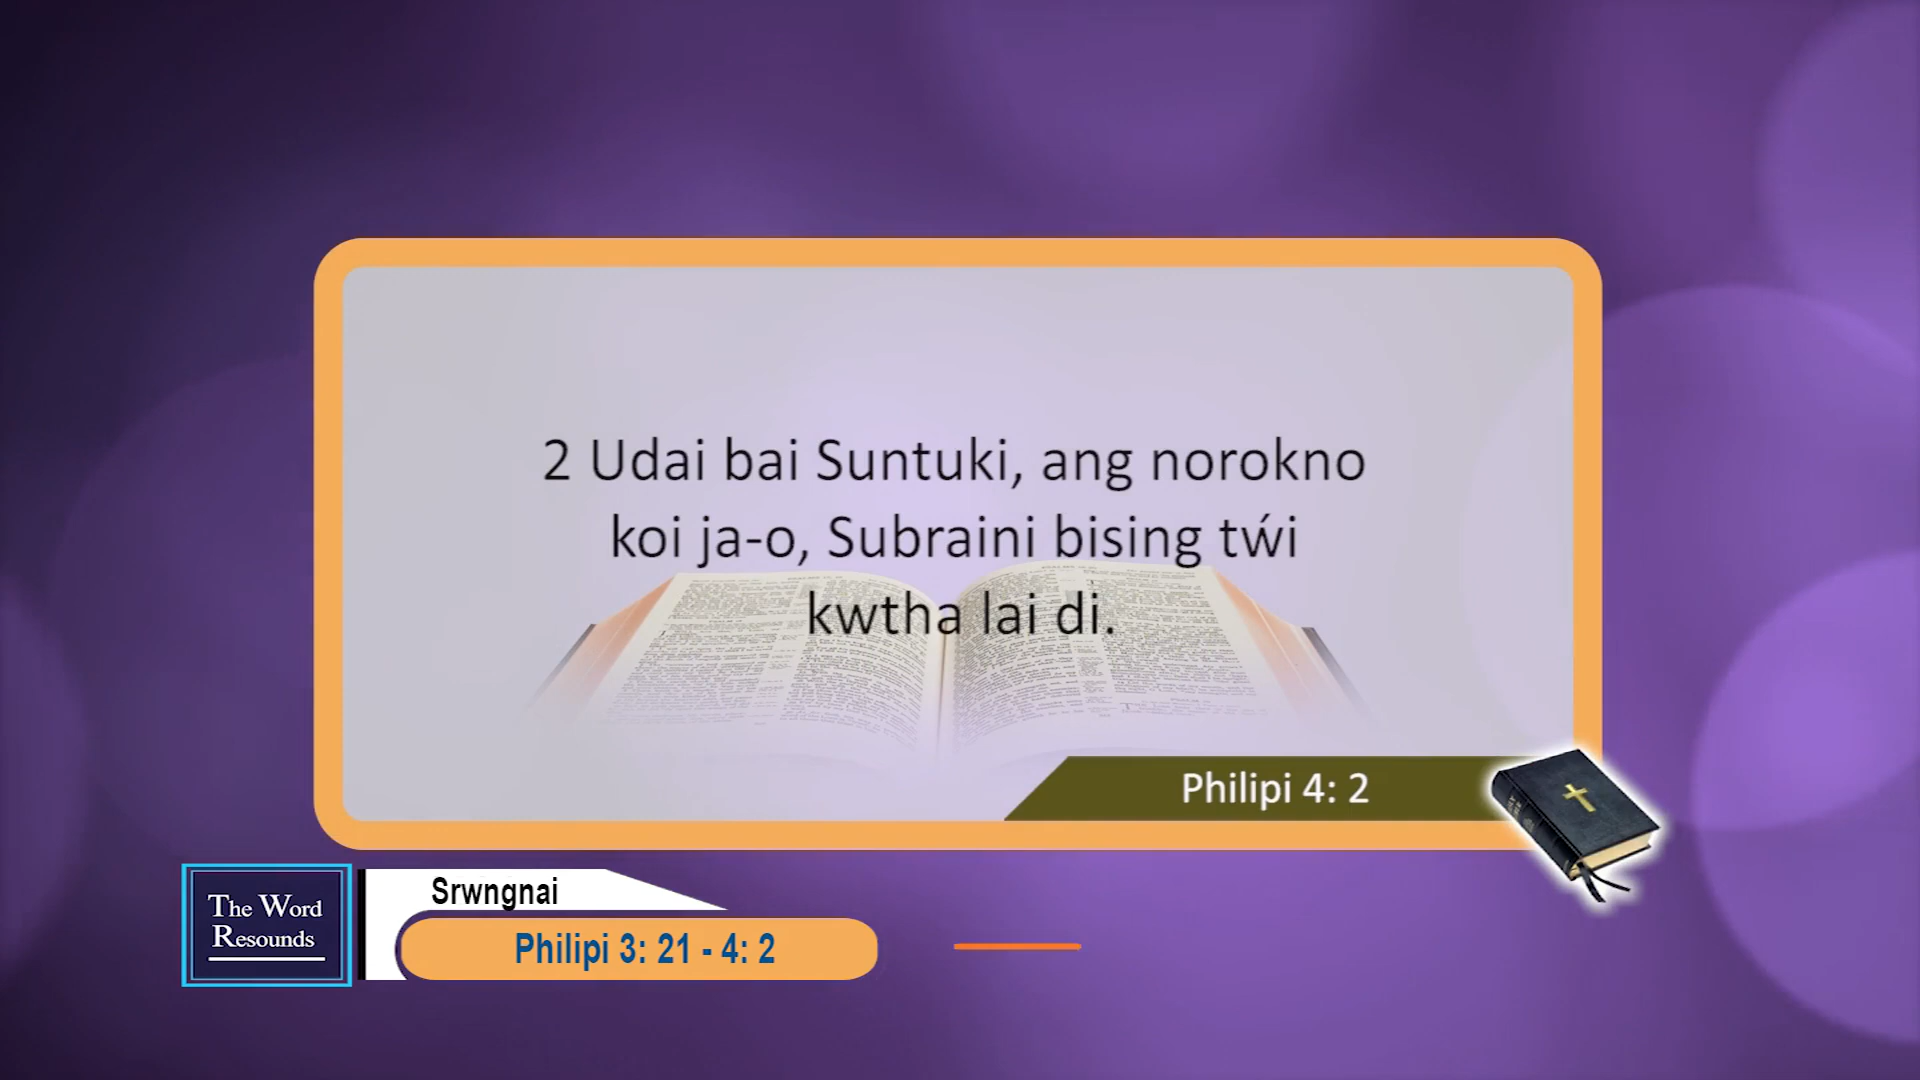 2 Udai bai Suntuki, ang norokno
koi ja-o, Subraini bising tẃi
kwtha lai di.
Philipi 4: 2
The Word
Resounds
Srwngnai
Philipi 3: 21 - 4: 2